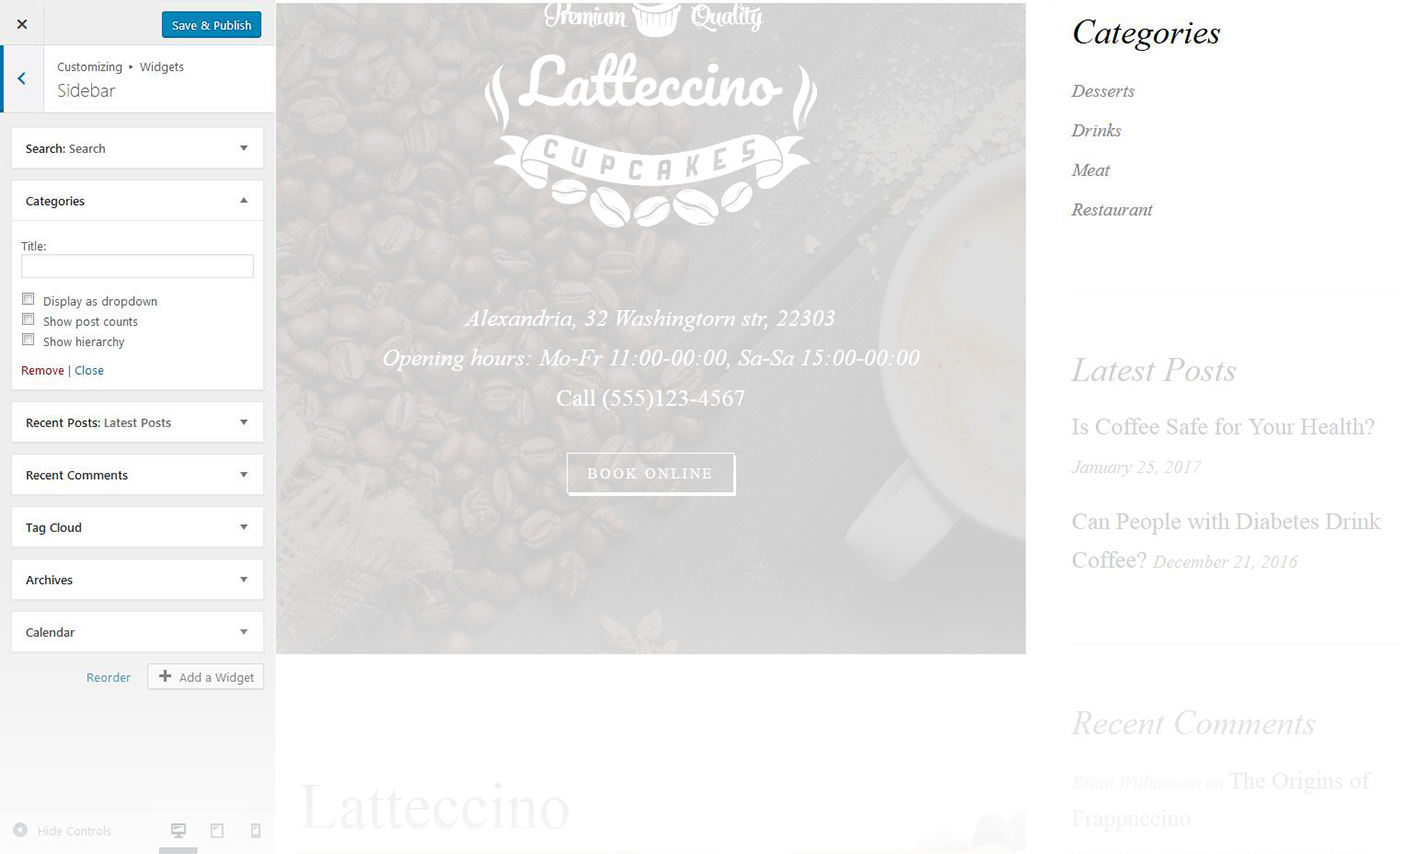 Save & Publish
Customizing ▸ Widgets
Sidebar
Search: Search
Categories
Title:
Display as dropdown
Show post counts
Show hierarchy
Remove | Close
Recent Posts: Latest Posts
Recent Comments
Tag Cloud
Archives
Calendar
Reorder
Add a Widget
Hide Controls
Premium Quality
Latteccino
CUPCAKES
Alexandria, 32 Washingtorn str, 22303
Opening hours: Mo-Fr 11:00-00:00, Sa-Sa 15:00-00:00
Call (555)123-4567
BOOK ONLINE
Latteccino
Categories
Desserts
Drinks
Meat
Restaurant
Latest Posts
Is Coffee Safe for Your Health?
January 25, 2017
Can People with Diabetes Drink
Coffee? December 21, 2016
Recent Comments
Brian Williamson on The Origins of
Frappuccino